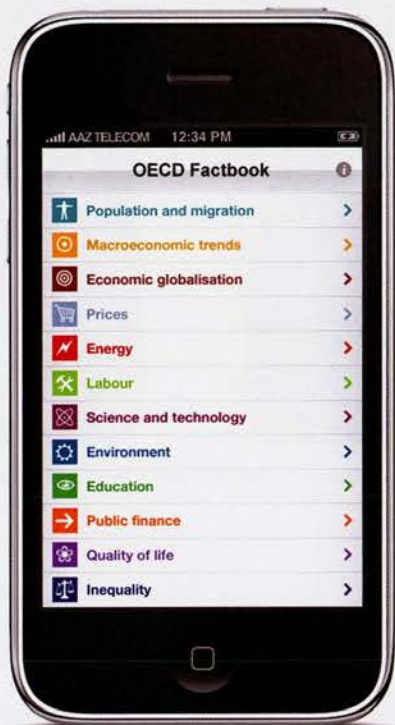 AAZ TELECOM 12:34 PM
OECD Factbook
Population and migration
Macroeconomic trends
Economic globalisation
Prices
Energy
Labour
Science and technology
Environment
Education
Public finance
Quality of life
Inequality